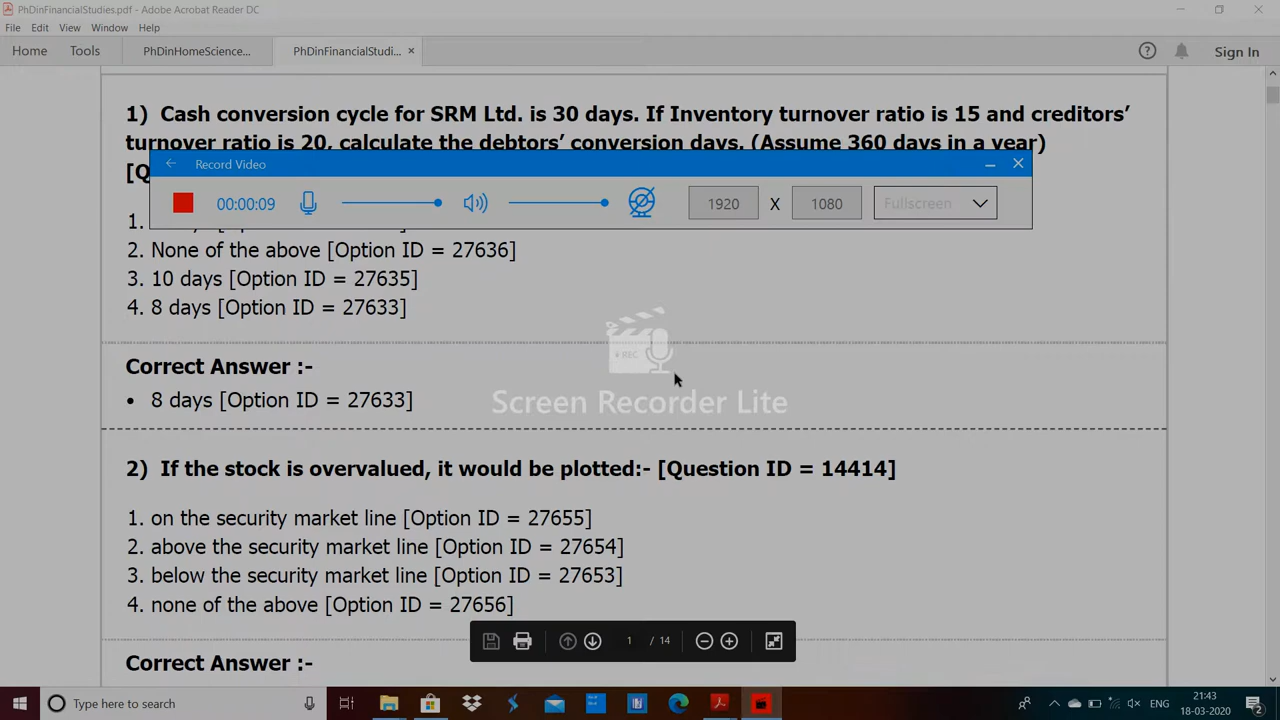 PhDinFinancialStudies.pdf - Adobe Acrobat Reader DC
File Edit View Window Help
Home Tools PhDinHomeScience... PhDinFinancialStudi... × Sign In
1) Cash conversion cycle for SRM Ltd. is 30 days. If Inventory turnover ratio is 15 and creditors’
turnover ratio is 20, calculate the debtors’ conversion days. (Assume 360 days in a year)
[Q
Record Video
00:00:09 1920 X 1080 Fullscreen
1.
2. None of the above [Option ID = 27636]
3. 10 days [Option ID = 27635]
4. 8 days [Option ID = 27633]
REC
Screen Recorder Lite
Correct Answer :-
• 8 days [Option ID = 27633]
2) If the stock is overvalued, it would be plotted:- [Question ID = 14414]
1. on the security market line [Option ID = 27655]
2. above the security market line [Option ID = 27654]
3. below the security market line [Option ID = 27653]
4. none of the above [Option ID = 27656]
1 / 14
Correct Answer :-
Type here to search
ENG
21:43
18-03-2020
2